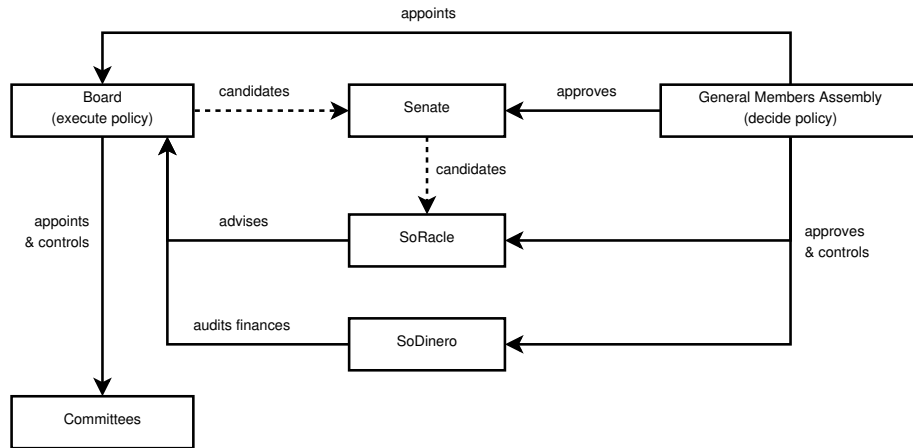 appoints
Board
(execute policy)
candidates
Senate
approves
General Members Assembly
(decide policy)
candidates
appoints
& controls
advises
SoRacle
approves
& controls
audits finances
SoDinero
Committees